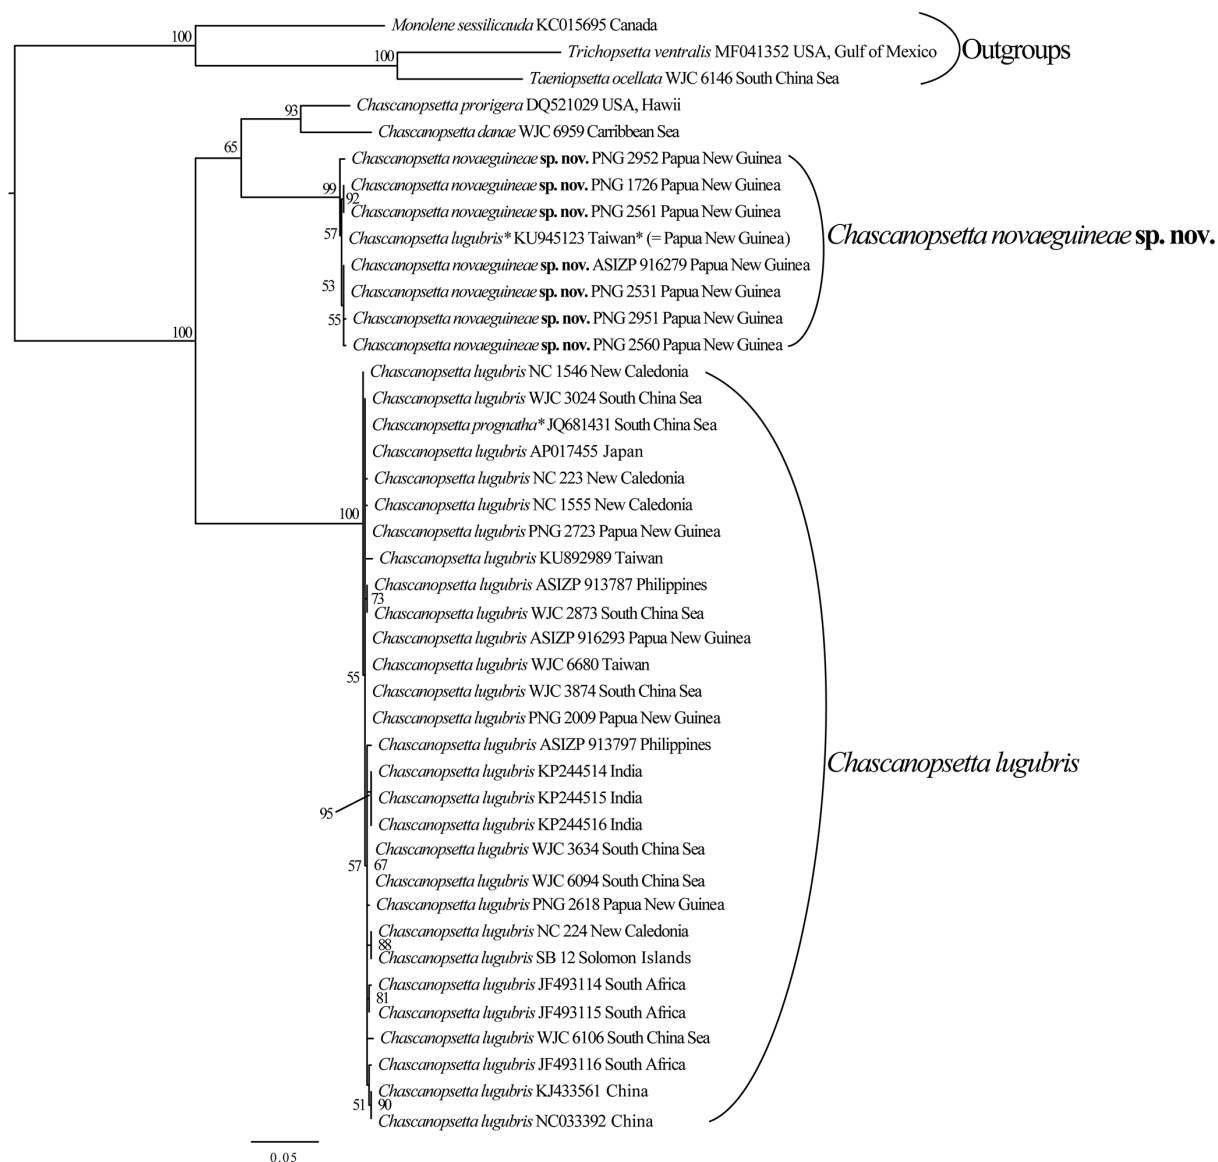 Monolene sessilicauda KC015695 Canada
100
Trichopsetta ventralis MF041352 USA, Gulf of Mexico
100
Outgroups
Taeniopsetta ocellata WJC 6146 South China Sea
Chascanopsetta prorigera DQ521029 USA, Hawii
93
Chascanopsetta danae WJC 6959 Carribbean Sea
65
Chascanopsetta novaeguineae sp. nov. PNG 2952 Papua New Guinea
Chascanopsetta novaeguineae sp. nov. PNG 1726 Papua New Guinea
99
92
Chascanopsetta novaeguineae sp. nov. PNG 2561 Papua New Guinea
57
Chascanopsetta lugubris* KU945123 Taiwan* (= Papua New Guinea)
Chascanopsetta novaeguineae sp. nov.
Chascanopsetta novaeguineae sp. nov. ASIZP 916279 Papua New Guinea
53
Chascanopsetta novaeguineae sp. nov. PNG 2531 Papua New Guinea
55
Chascanopsetta novaeguineae sp. nov. PNG 2951 Papua New Guinea
100
Chascanopsetta novaeguineae sp. nov. PNG 2560 Papua New Guinea
Chascanopsetta lugubris NC 1546 New Caledonia
Chascanopsetta lugubris WJC 3024 South China Sea
Chascanopsetta prognatha* JQ681431 South China Sea
Chascanopsetta lugubris AP017455 Japan
Chascanopsetta lugubris NC 223 New Caledonia
Chascanopsetta lugubris NC 1555 New Caledonia
100
Chascanopsetta lugubris PNG 2723 Papua New Guinea
Chascanopsetta lugubris KU892989 Taiwan
Chascanopsetta lugubris ASIZP 913787 Philippines
73
Chascanopsetta lugubris WJC 2873 South China Sea
Chascanopsetta lugubris ASIZP 916293 Papua New Guinea
Chascanopsetta lugubris WJC 6680 Taiwan
55
Chascanopsetta lugubris WJC 3874 South China Sea
Chascanopsetta lugubris PNG 2009 Papua New Guinea
Chascanopsetta lugubris ASIZP 913797 Philippines
Chascanopsetta lugubris
Chascanopsetta lugubris KP244514 India
Chascanopsetta lugubris KP244515 India
95
Chascanopsetta lugubris KP244516 India
Chascanopsetta lugubris WJC 3634 South China Sea
57
67
Chascanopsetta lugubris WJC 6094 South China Sea
Chascanopsetta lugubris PNG 2618 Papua New Guinea
Chascanopsetta lugubris NC 224 New Caledonia
88
Chascanopsetta lugubris SB 12 Solomon Islands
Chascanopsetta lugubris JF493114 South Africa
81
Chascanopsetta lugubris JF493115 South Africa
Chascanopsetta lugubris WJC 6106 South China Sea
Chascanopsetta lugubris JF493116 South Africa
Chascanopsetta lugubris KJ433561 China
51
90
Chascanopsetta lugubris NC033392 China
0.05